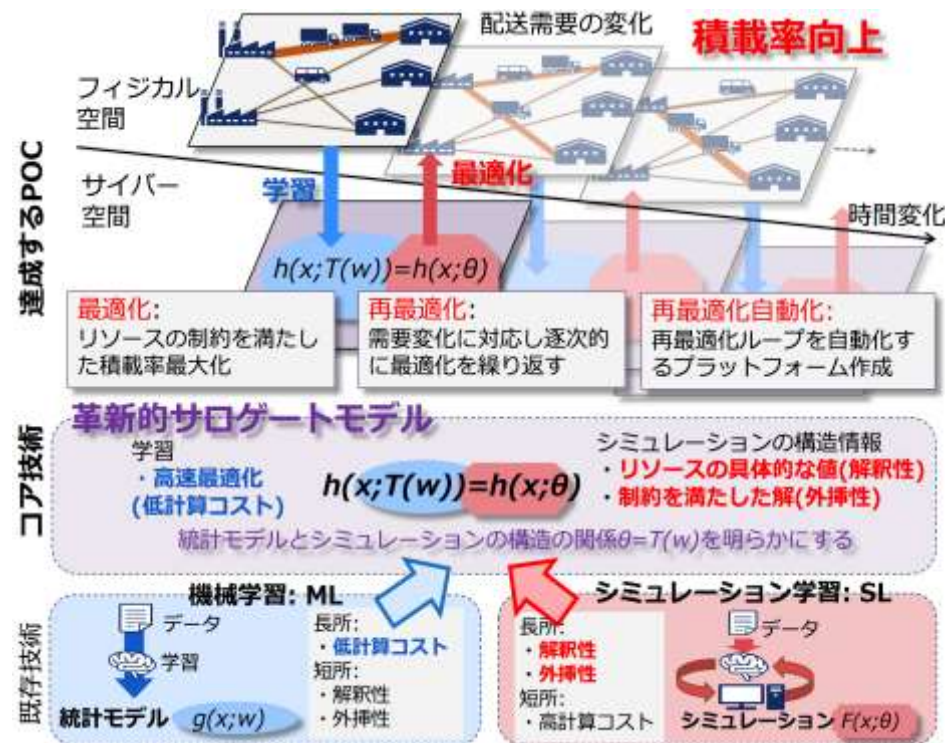 配送需要の変化
積載率向上
フィジカル
空間
サイバー
空間
学習
最適化
時間変化
達成するPOC
h(x;T(w))=h(x;θ)
最適化:
リソースの制約を満たし
た積載率最大化
再最適化:
需要変化に対応し逐次的
に最適化を繰り返す
再最適化自動化:
再最適化ループを自動化す
るプラットフォーム作成
コア技術
革新的サロゲートモデル
学習
・高速最適化
(低計算コスト)
h(x;T(w))=h(x;θ)
シミュレーションの構造情報
・リソースの具体的な値(解釈性)
・制約を満たした解(外挿性)
統計モデルとシミュレーションの構造の関係θ=T(w)を明らかにする
既存技術
機械学習: ML
データ
学習
統計モデル g(x;w)
長所:
・低計算コスト
短所:
・解釈性
・外挿性
シミュレーション学習: SL
長所:
・解釈性
・外挿性
短所:
・高計算コスト
データ
シミュレーション F(x;θ)